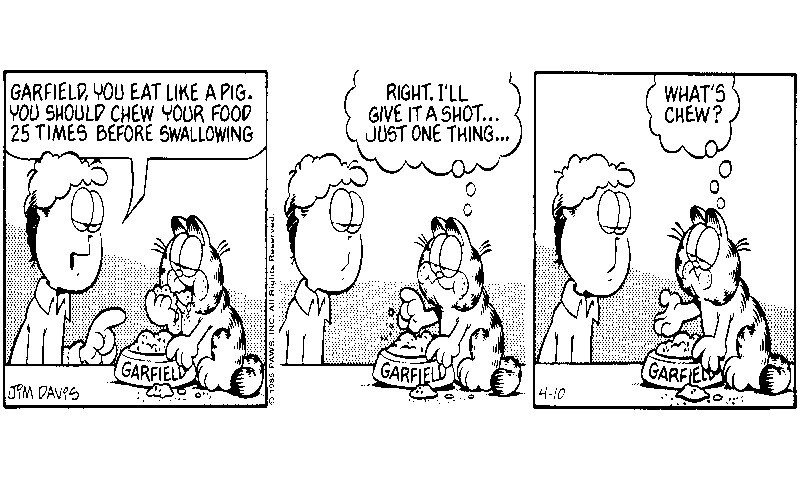 GARFIELD, YOU EAT LIKE A PIG.
YOU SHOULD CHEW YOUR FOOD
25 TIMES BEFORE SWALLOWING
GARFIELD
JIM DAVIS
© 1985 PAWS, INC. All Rights Reserved.
RIGHT. I'LL
GIVE IT A SHOT...
JUST ONE THING...
GARFIELD
WHAT'S
CHEW?
GARFIELD
4-10